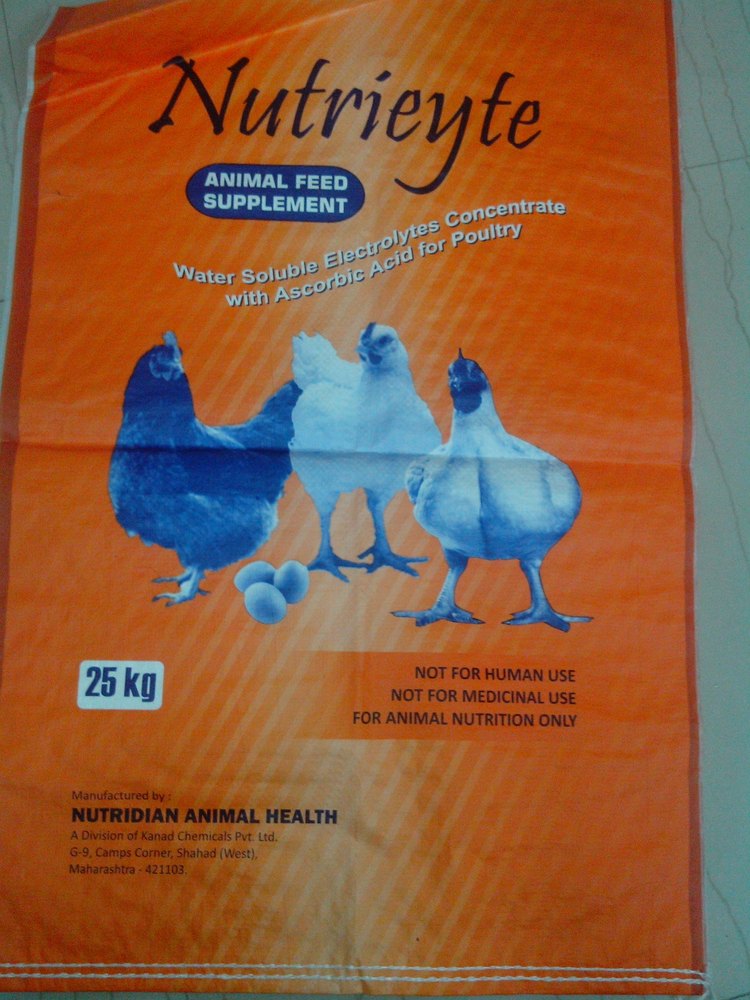 Nutrieyte
ANIMAL FEED
SUPPLEMENT
Water Soluble Electrolytes Concentrate
with Ascorbic Acid for Poultry
25 kg
NOT FOR HUMAN USE
NOT FOR MEDICINAL USE
FOR ANIMAL NUTRITION ONLY
Manufactured by :
NUTRIDIAN ANIMAL HEALTH
A Division of Kanad Chemicals Pvt. Ltd.
G-9, Camps Corner, Shahad (West),
Maharashtra - 421103.